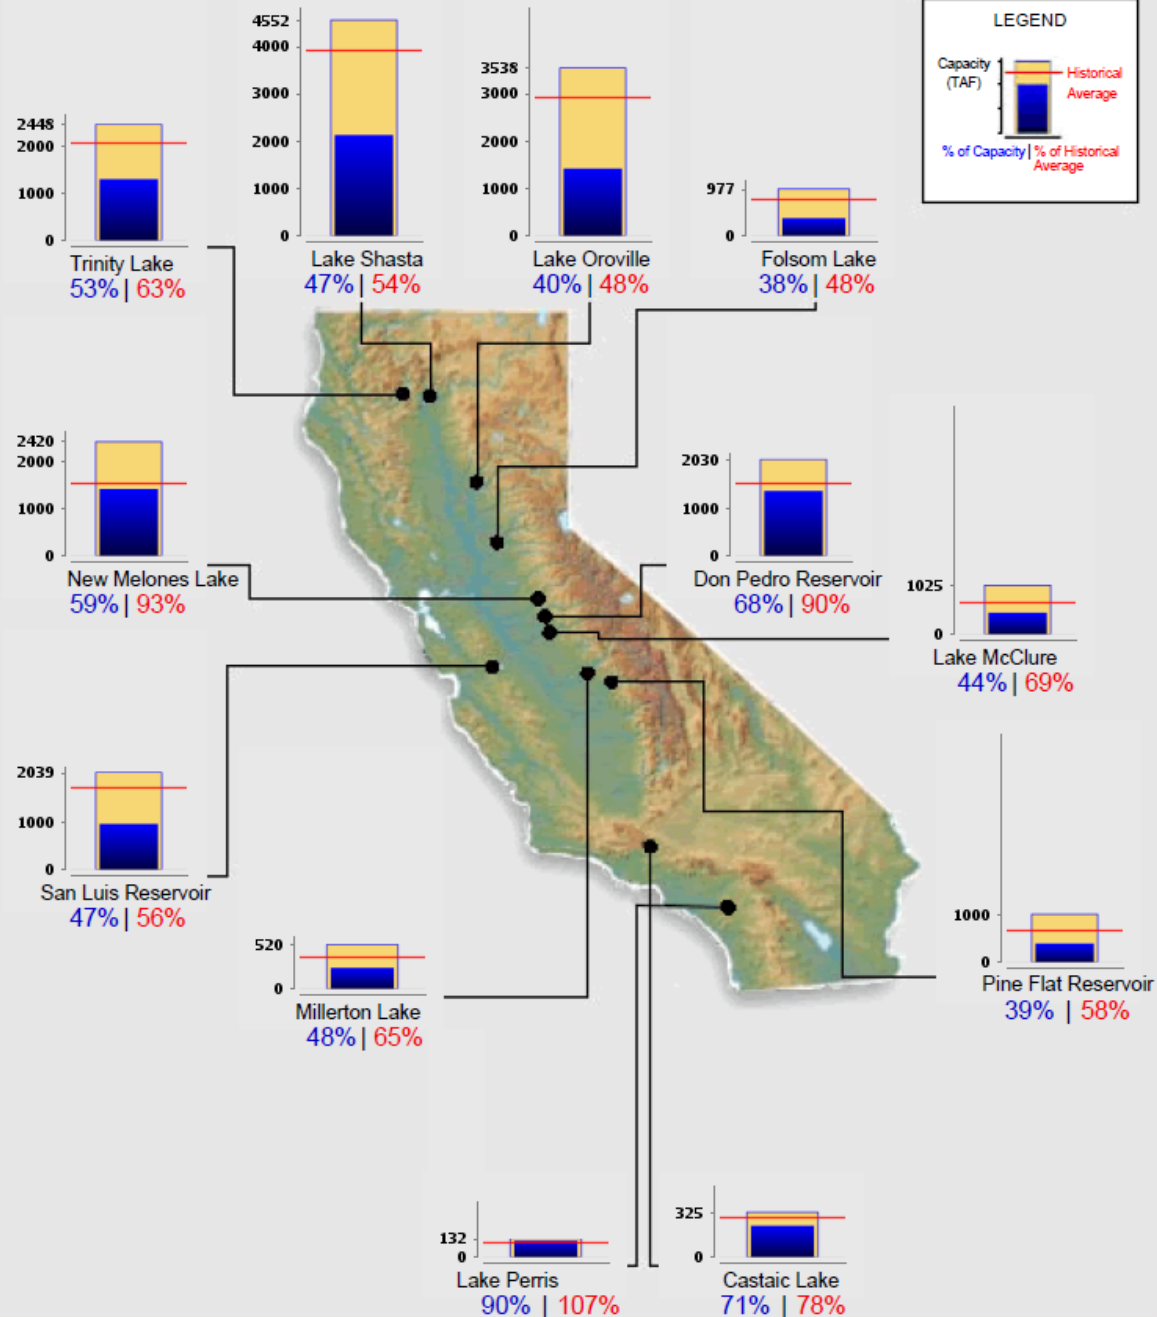 LEGEND
Capacity
(TAF)
Historical
Average
% of Capacity | % of Historical
Average
4552
4000
3000
2000
1000
0
Lake Shasta
47% | 54%
3538
3000
2000
1000
0
Lake Oroville
40% | 48%
2448
2000
1000
0
Trinity Lake
53% | 63%
977
0
Folsom Lake
38% | 48%
2420
2000
1000
0
New Melones Lake
59% | 93%
2030
1000
0
Don Pedro Reservoir
68% | 90%
1025
0
Lake McClure
44% | 69%
2039
1000
0
San Luis Reservoir
47% | 56%
520
0
Millerton Lake
48% | 65%
1000
0
Pine Flat Reservoir
39% | 58%
132
0
Lake Perris
90% | 107%
325
0
Castaic Lake
71% | 78%